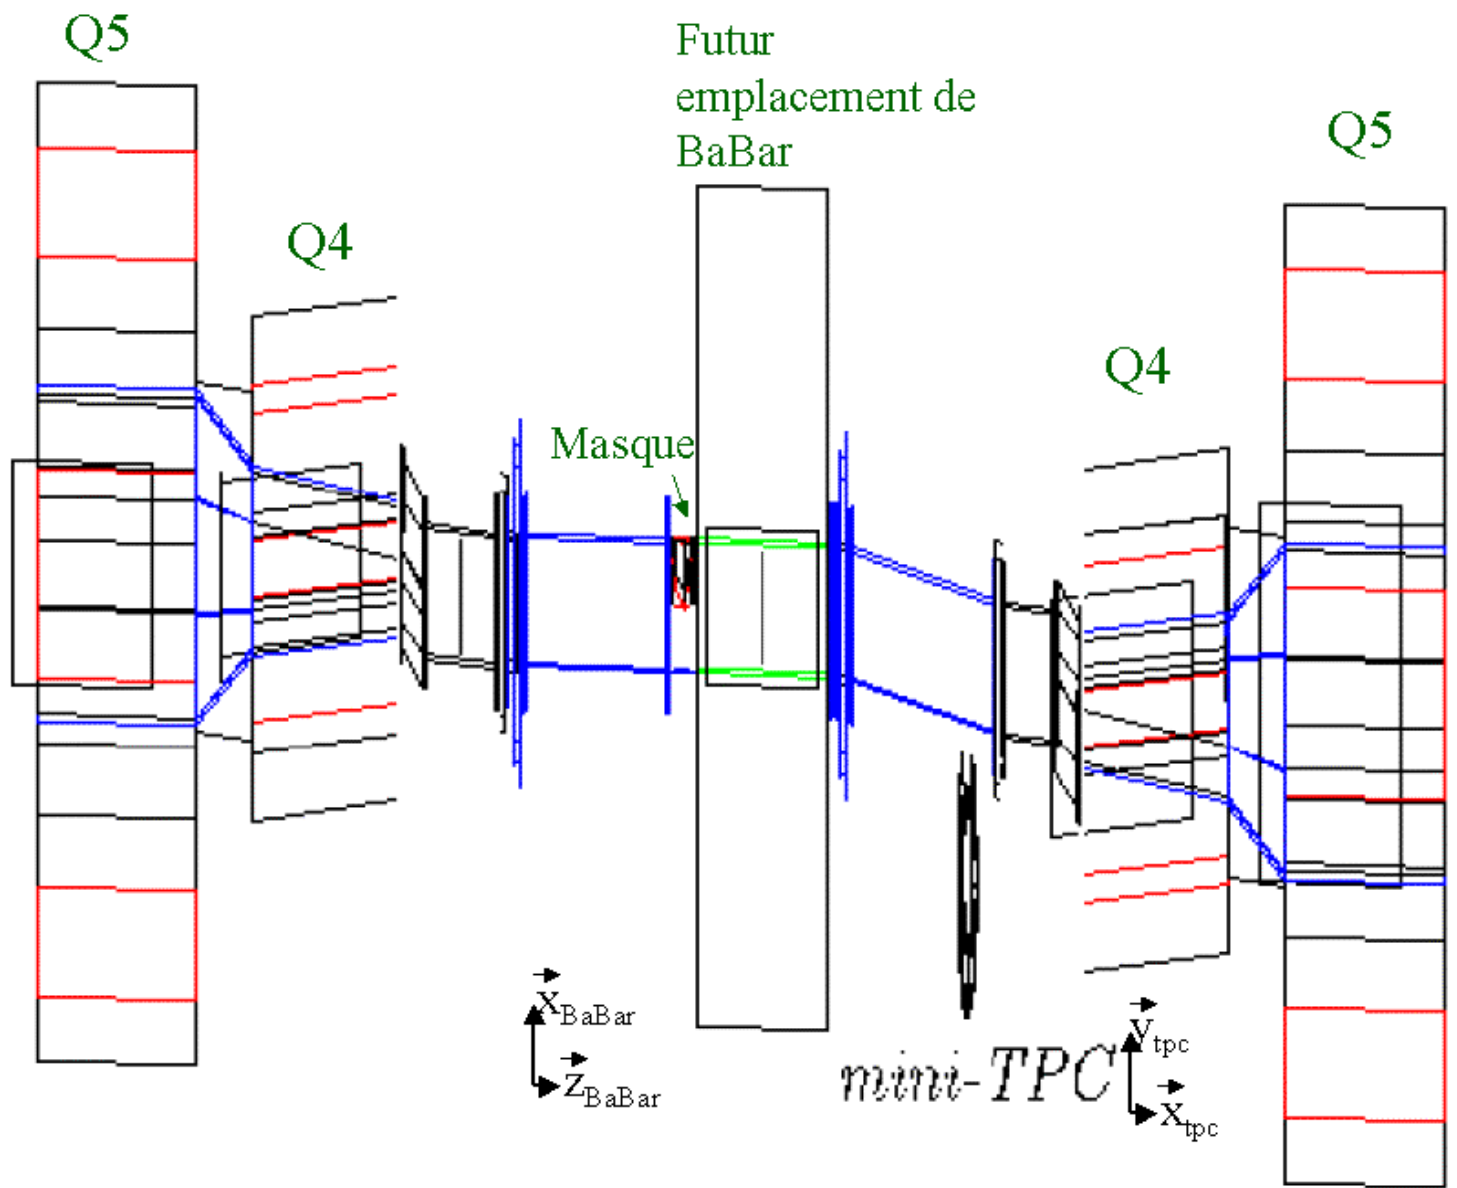 Q5
Futur
emplacement de
BaBar
Q5
Q4
Q4
Masque
x BaBar
z BaBar
mini-TPC
y tpc
x tpc